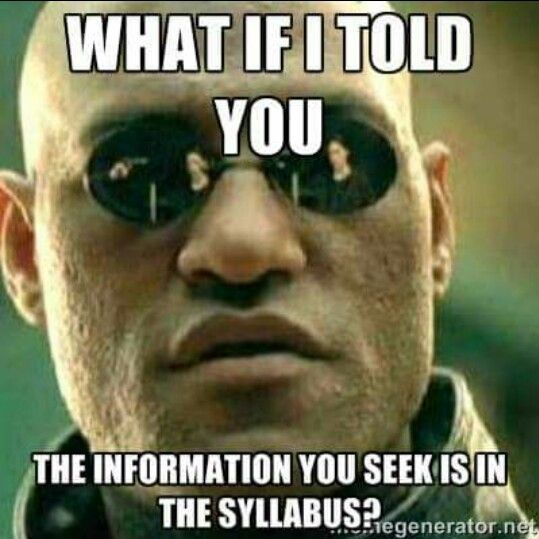 WHAT IF I TOLD
YOU
THE INFORMATION YOU SEEK IS IN
THE SYLLABUS?